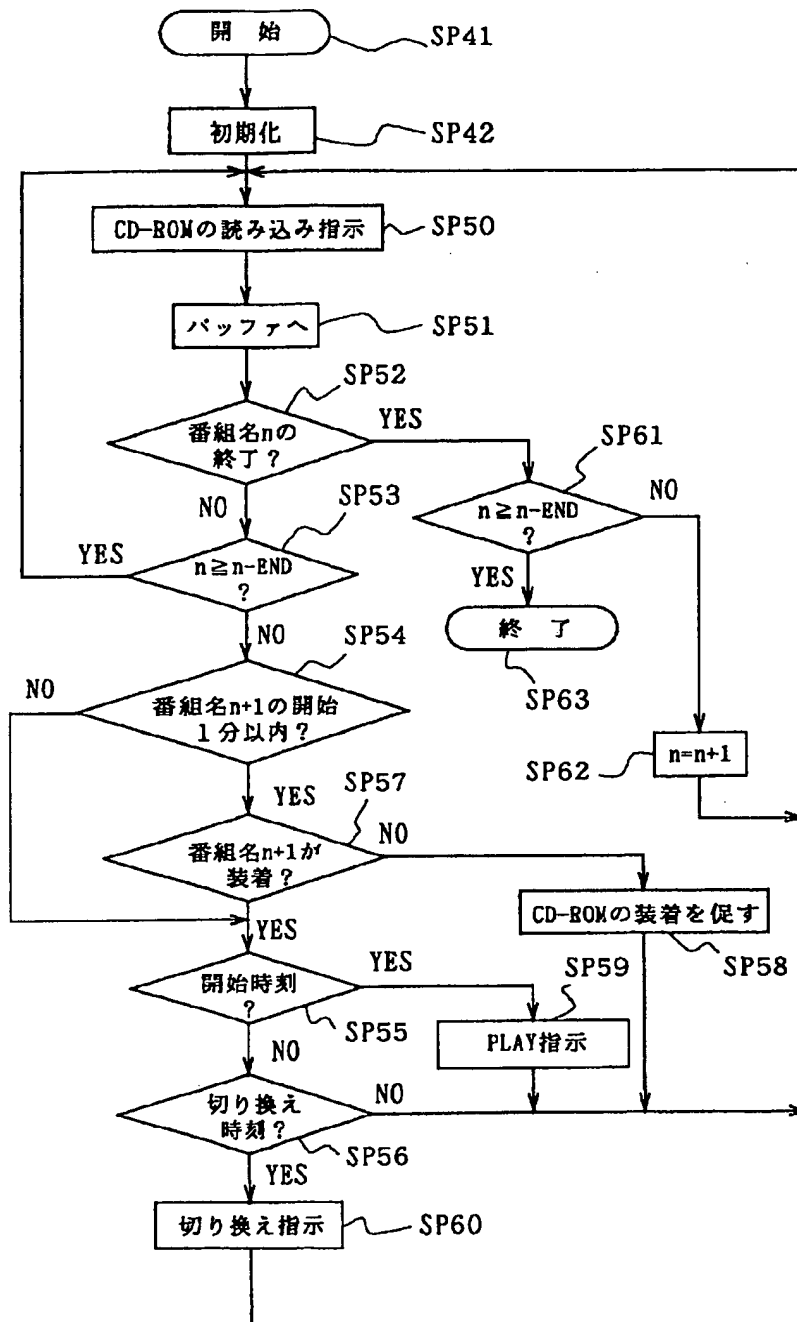 開 始
SP41
初期化
SP42
CD-ROMの読み込み指示
SP50
バッファへ
SP51
SP52
番組名nの
終了?
YES
NO
SP61
n≧n-END
?
NO
YES
SP53
n≧n-END
?
YES
NO
終 了
SP63
SP54
番組名n+1の開始
1分以内?
NO
YES
n=n+1
SP62
SP57
番組名n+1が
装着?
NO
YES
CD-ROMの装着を促す
SP58
開始時刻
?
SP55
YES
NO
SP59
PLAY指示
切り換え
時刻?
SP56
NO
YES
切り換え指示
SP60